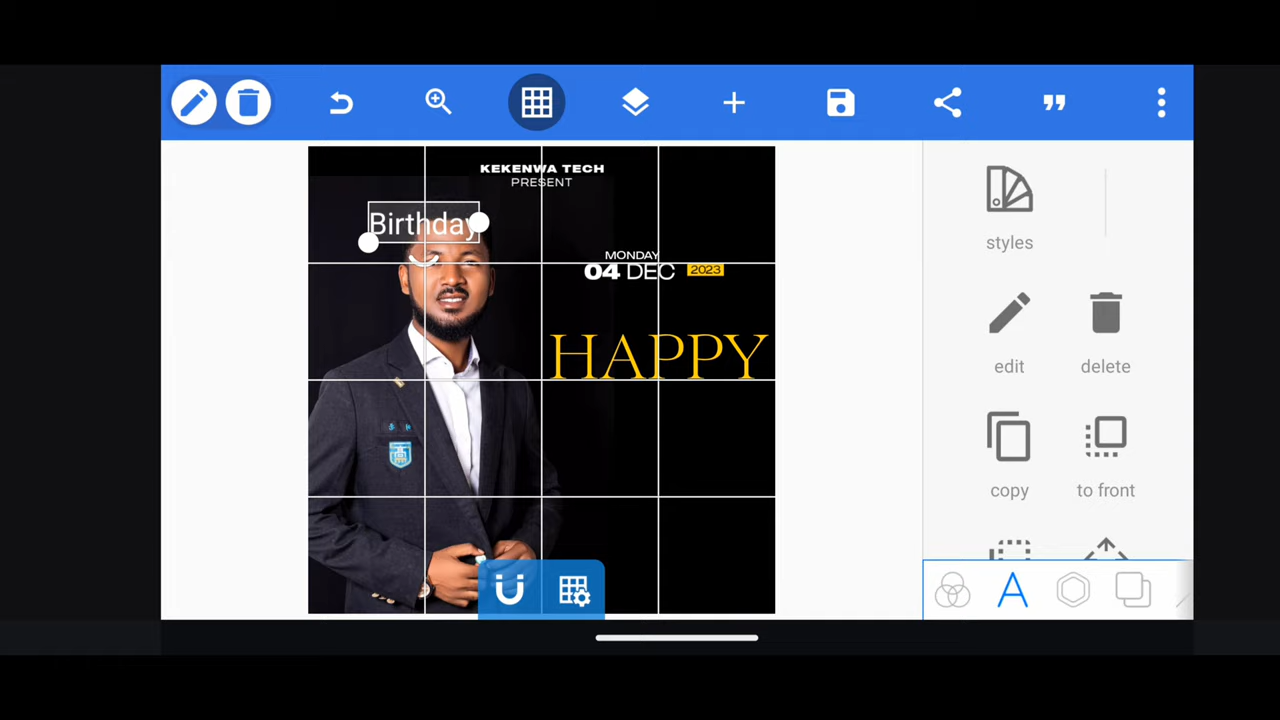 KEKENWA TECH
PRESENT
Birthday
MONDAY
04 DEC 2023
HAPPY
styles
edit
delete
copy
to front